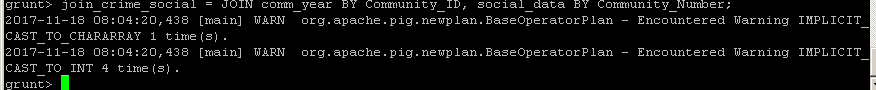 grunt> join_crime_social = JOIN comm_year BY Community_ID, social_data BY Community_Number;
2017-11-18 08:04:20,438 [main] WARN  org.apache.pig.newplan.BaseOperatorPlan - Encountered Warning IMPLICIT_
CAST_TO_CHARARRAY 1 time(s).
2017-11-18 08:04:20,438 [main] WARN  org.apache.pig.newplan.BaseOperatorPlan - Encountered Warning IMPLICIT_
CAST_TO_INT 4 time(s).
grunt>